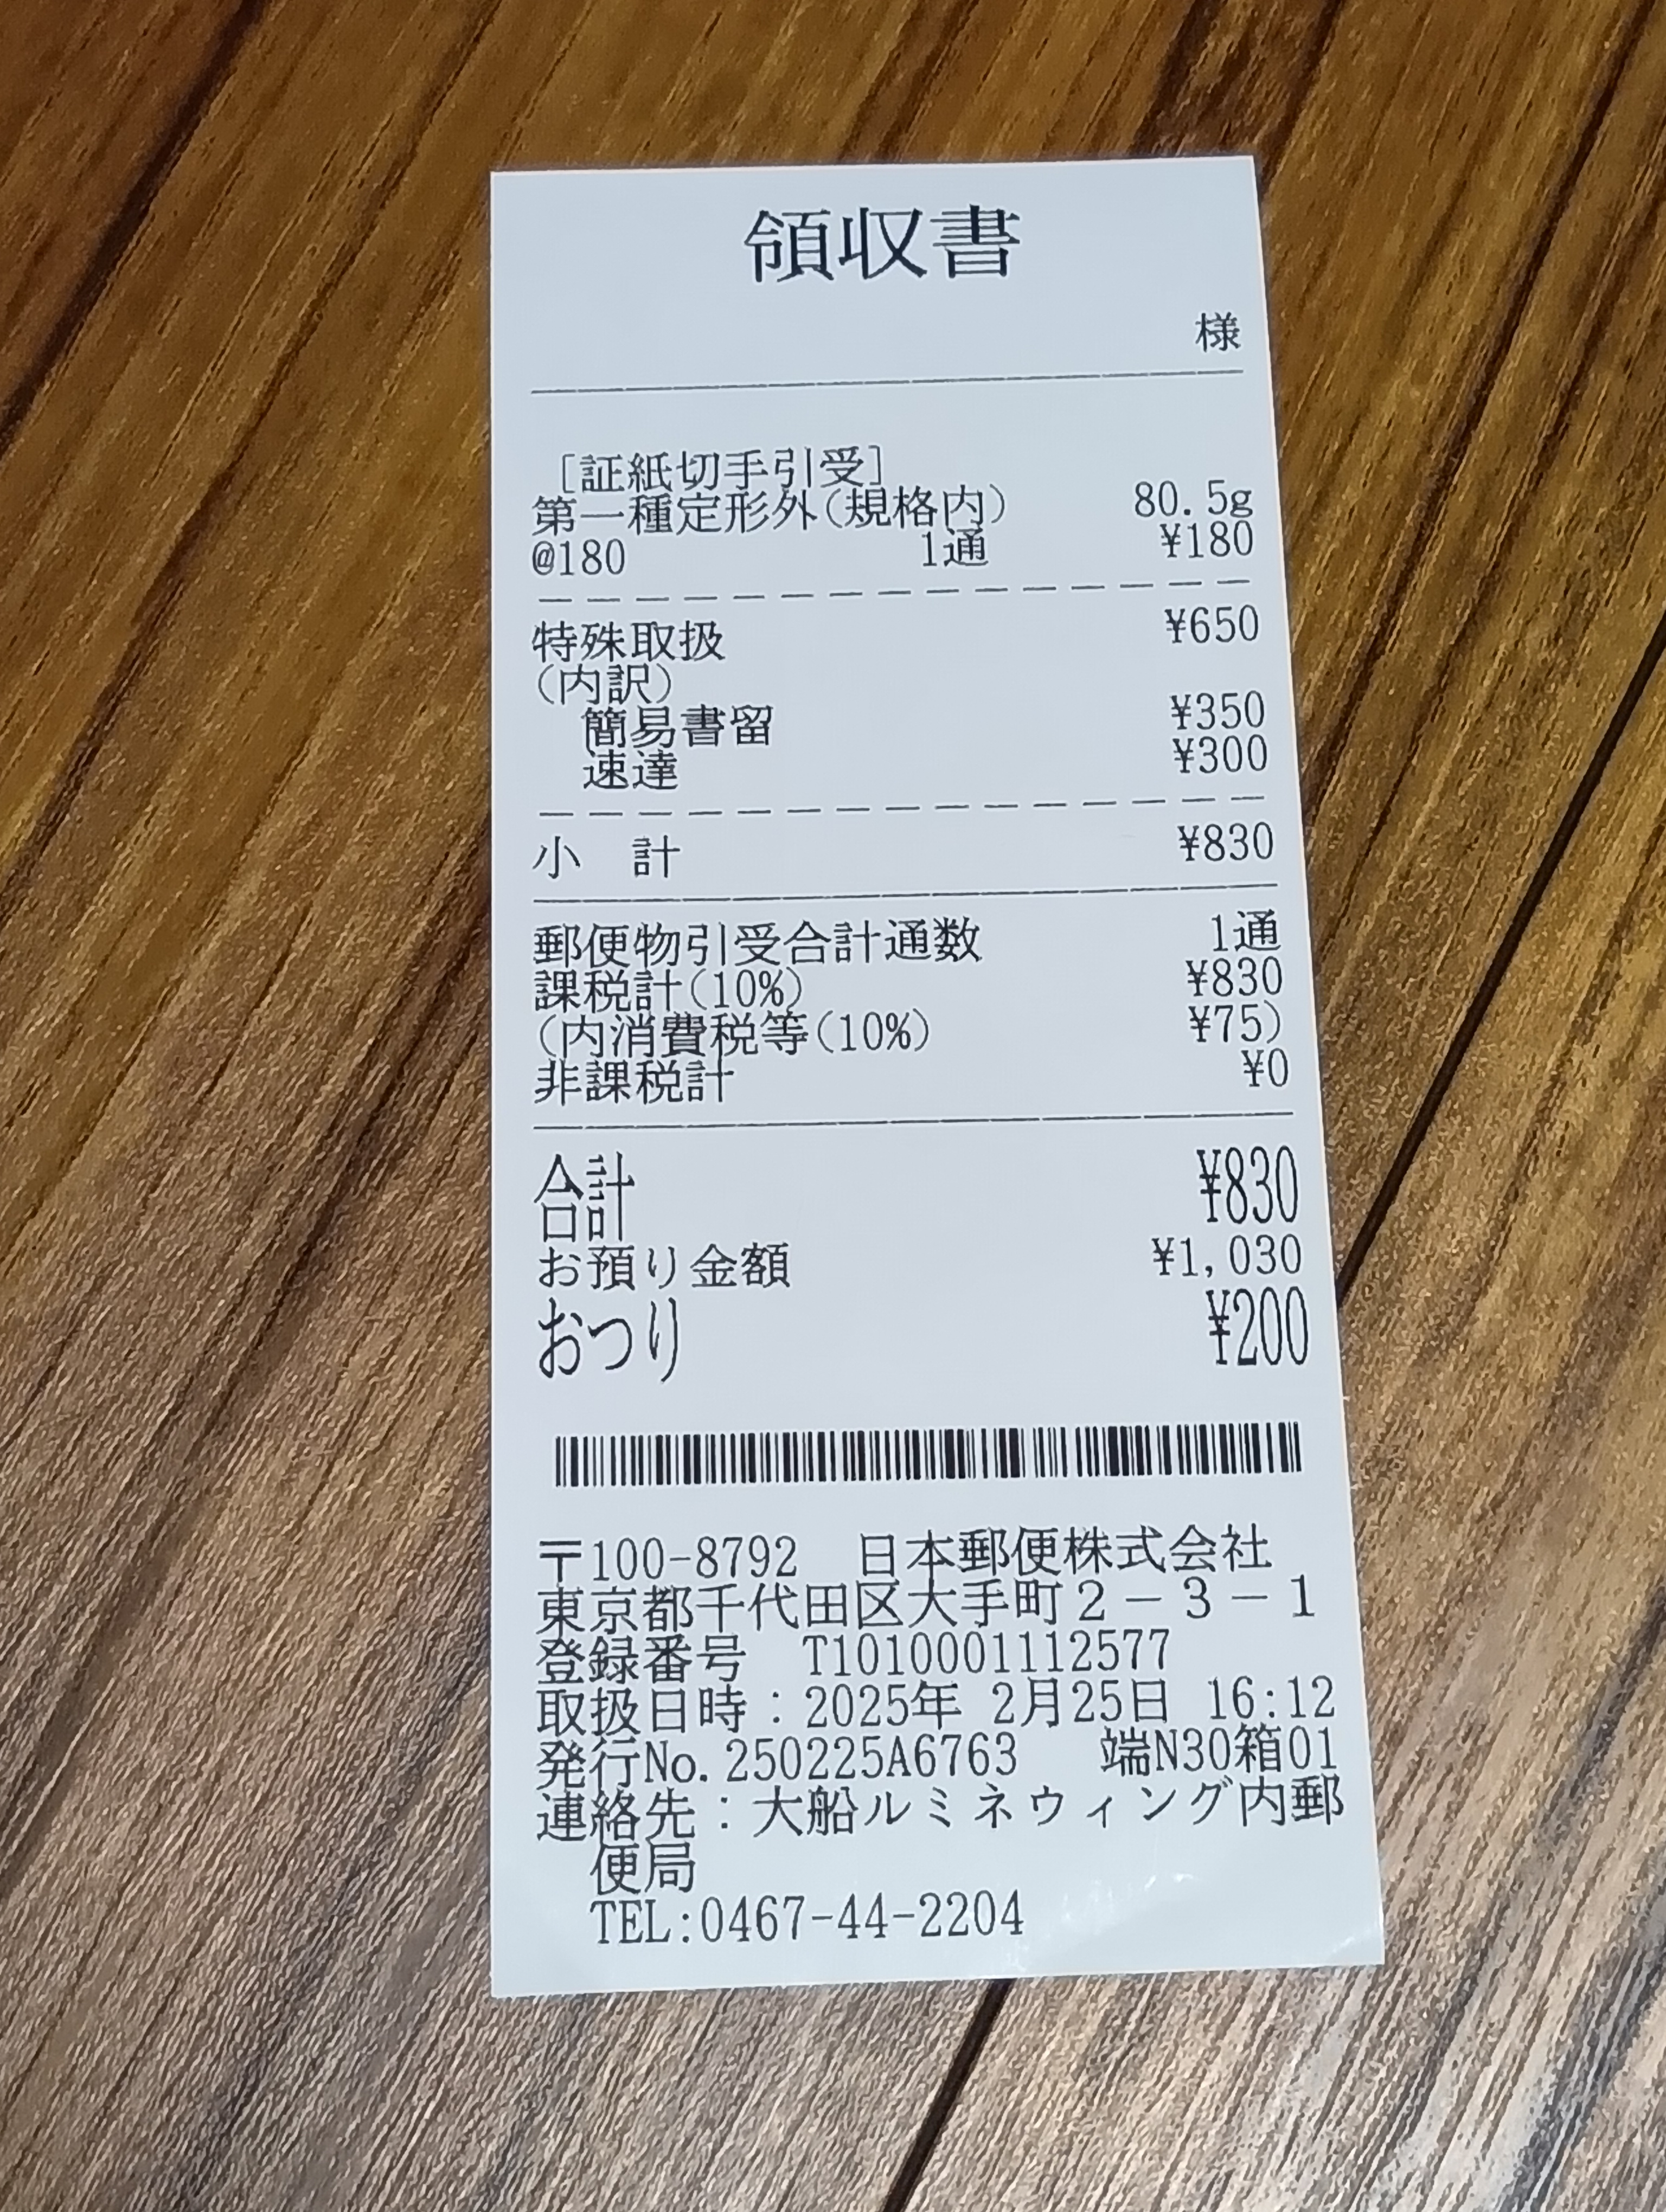 領収書
様
[証紙切手引受]
第一種定形外(規格内) 80.5g
@180 1通 ¥180
特殊取扱 ¥650
(内訳)
簡易書留 ¥350
速達 ¥300
小 計 ¥830
郵便物引受合計通数 1通
課税計(10%) ¥830
(内消費税等(10%) ¥75)
非課税計 ¥0
合計 ¥830
お預り金額 ¥1,030
おつり ¥200
〒100-8792 日本郵便株式会社
東京都千代田区大手町2-3-1
登録番号 T1010001112577
取扱日時：2025年 2月25日 16:12
発行No.250225A6763 端N30箱01
連絡先：大船ルミネウィング内郵
便局
TEL:0467-44-2204